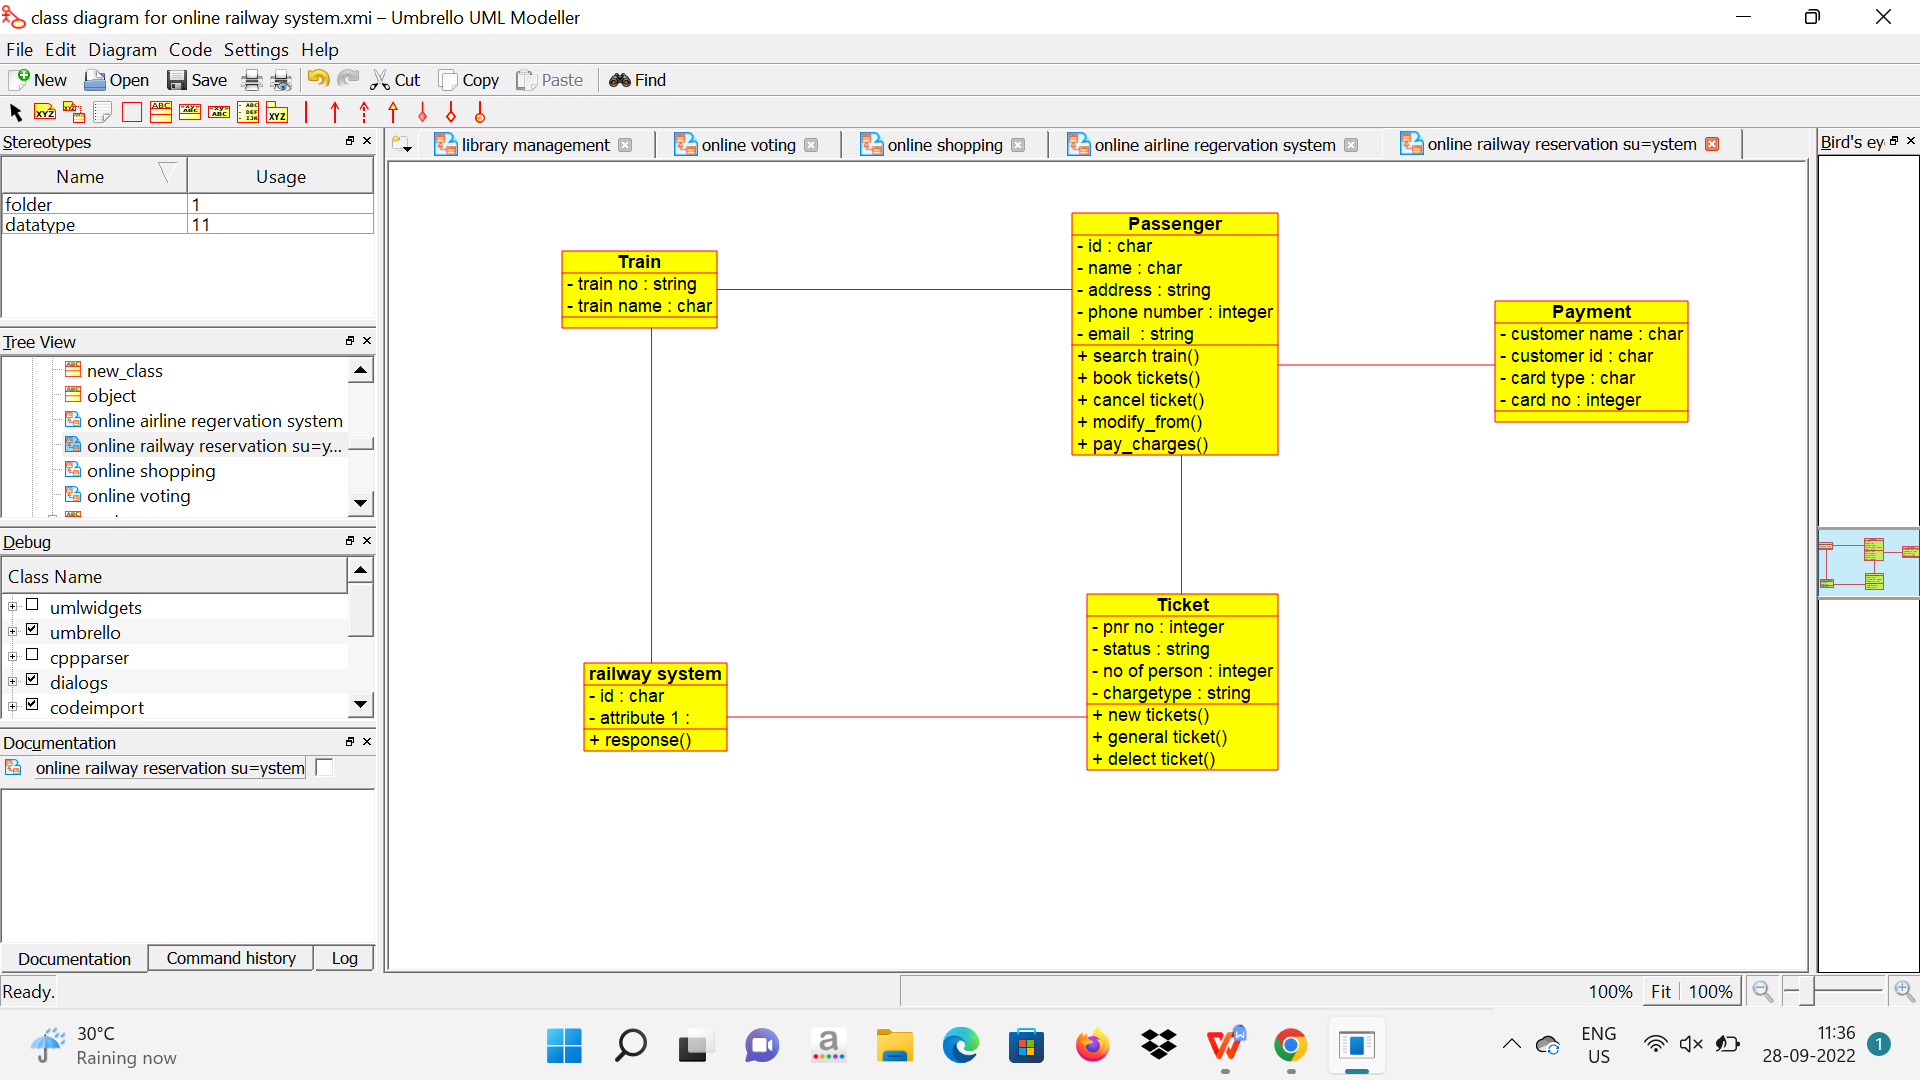 class diagram for online railway system.xmi – Umbrello UML Modeller
File Edit Diagram Code Settings Help
New Open Save Cut Copy Paste Find
Stereotypes
Name Usage
folder 1
datatype 11
Tree View
new_class
object
online airline regervation system
online railway reservation su=y...
online shopping
online voting
Debug
Class Name
umlwidgets
umbrello
cppparser
dialogs
codeimport
Documentation
online railway reservation su=ystem
Documentation Command history Log
Ready.
library management
online voting
online shopping
online airline regervation system
online railway reservation su=ystem
Bird's ey
Train
- train no : string
- train name : char
Passenger
- id : char
- name : char
- address : string
- phone number : integer
- email : string
+ search train()
+ book tickets()
+ cancel ticket()
+ modify_from()
+ pay_charges()
Payment
- customer name : char
- customer id : char
- card type : char
- card no : integer
railway system
- id : char
- attribute 1 :
+ response()
Ticket
- pnr no : integer
- status : string
- no of person : integer
- chargetype : string
+ new tickets()
+ general ticket()
+ delect ticket()
100% Fit 100%
30°C
Raining now
ENG
US
11:36
28-09-2022
1